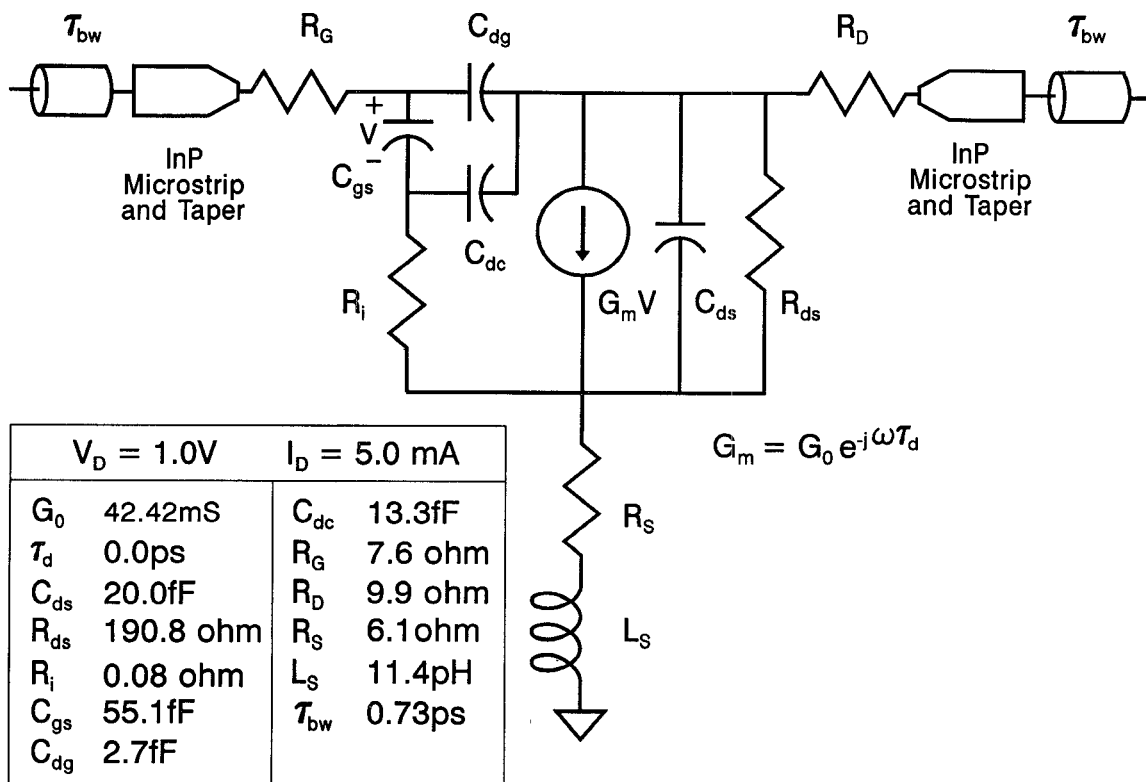 τbw
RG
Cdg
RD
τbw
+
V
−
InP
Microstrip
and Taper
Cgs
Cdc
Ri
GmV
Cds
Rds
InP
Microstrip
and Taper
Gm = G0 e-jωτd
RS
LS
VD = 1.0V ID = 5.0 mA
G0 42.42mS Cdc 13.3fF
τd 0.0ps RG 7.6 ohm
Cds 20.0fF RD 9.9 ohm
Rds 190.8 ohm RS 6.1ohm
Ri 0.08 ohm LS 11.4pH
Cgs 55.1fF τbw 0.73ps
Cdg 2.7fF